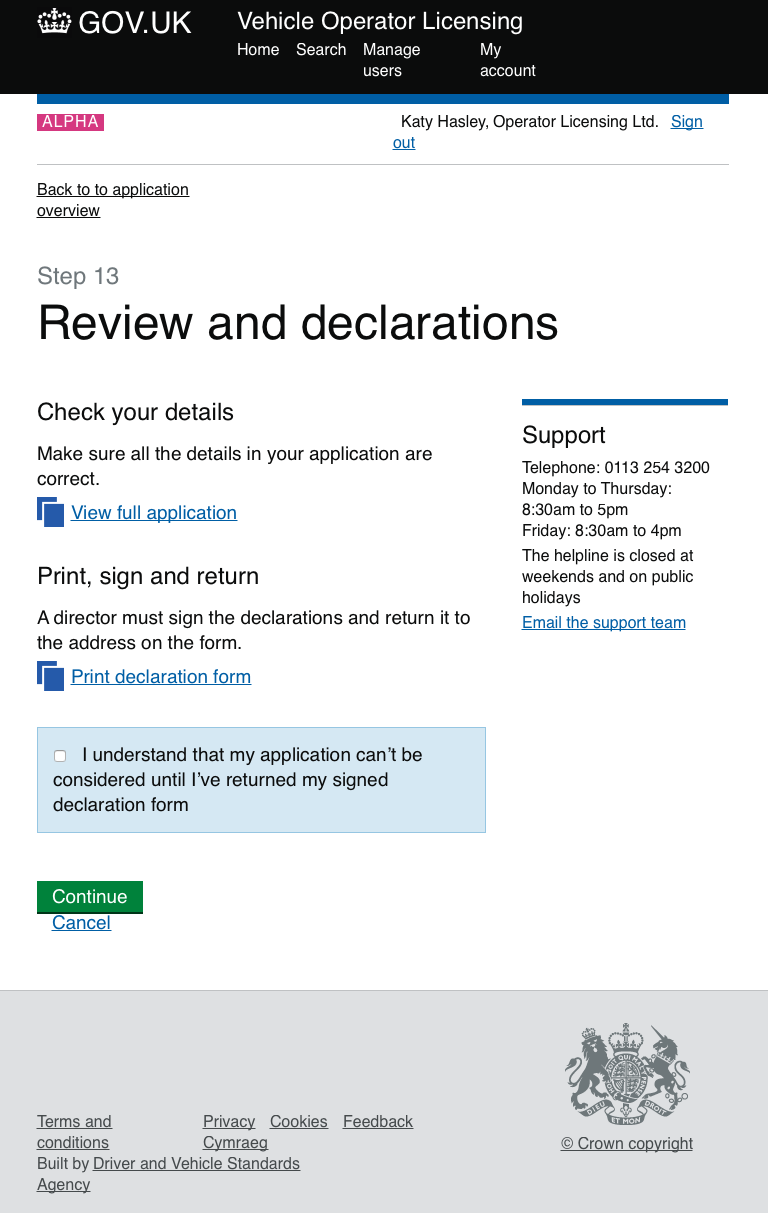 GOV.UK
Vehicle Operator Licensing
Home Search Manage users My account
ALPHA
Katy Hasley, Operator Licensing Ltd. Sign out
Back to to application
overview
Step 13
Review and declarations
Check your details
Make sure all the details in your application are
correct.
View full application
Print, sign and return
A director must sign the declarations and return it to
the address on the form.
Print declaration form
I understand that my application can’t be
considered until I’ve returned my signed
declaration form
Continue
Cancel
Support
Telephone: 0113 254 3200
Monday to Thursday:
8:30am to 5pm
Friday: 8:30am to 4pm
The helpline is closed at
weekends and on public
holidays
Email the support team
Terms and conditions Privacy Cookies Feedback
Cymraeg
Built by Driver and Vehicle Standards
Agency
DIEU ET MON DROIT
© Crown copyright